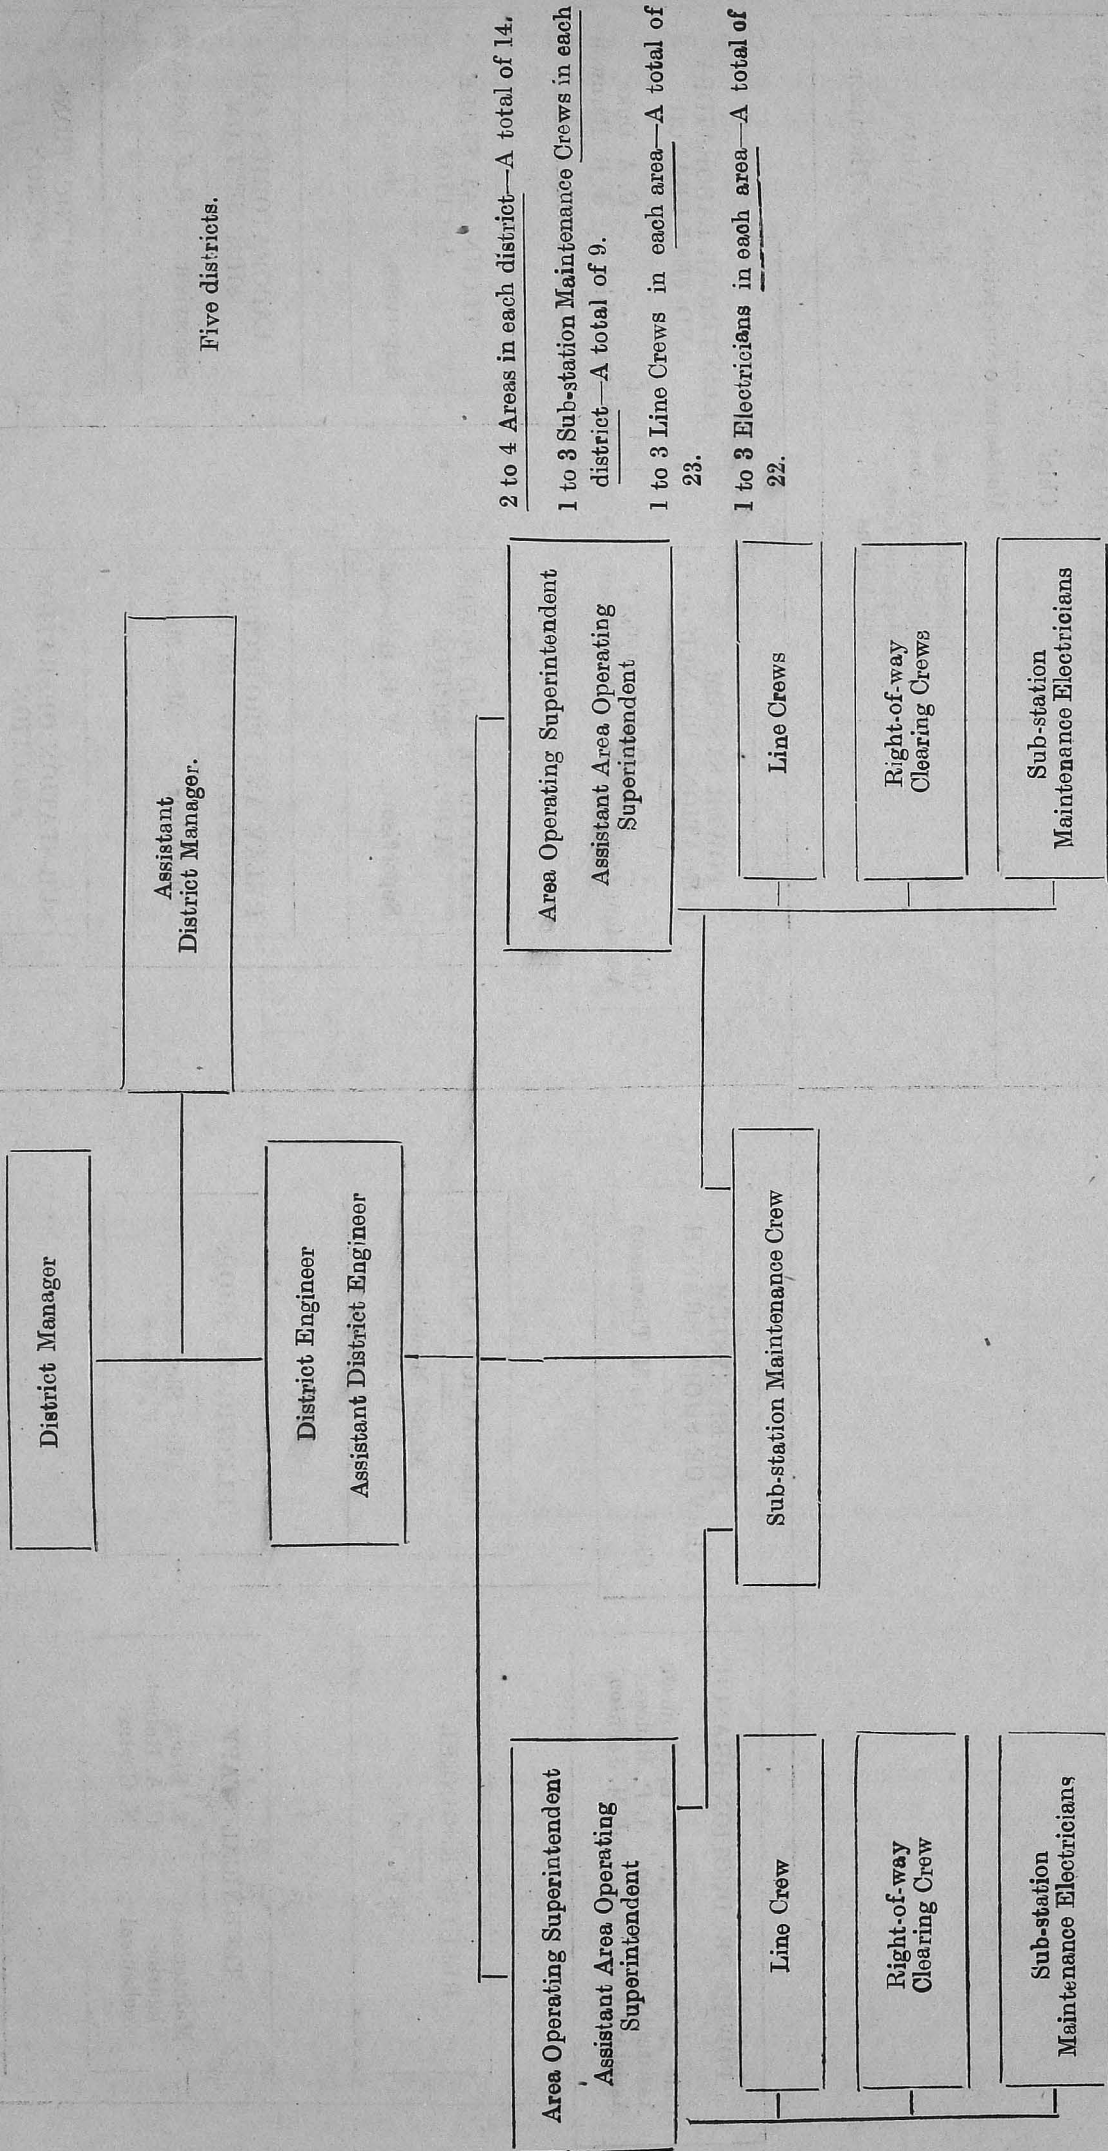 District Manager
Assistant
District Manager.
Five districts.
District Engineer
Assistant District Engineer
2 to 4 Areas in each district—A total of 14.
1 to 3 Sub-station Maintenance Crews in each
district—A total of 9.
1 to 3 Line Crews in each area—A total of
23.
1 to 3 Electricians in each area—A total of
22.
Area Operating Superintendent
Assistant Area Operating
Superintendent
Area Operating Superintendent
Assistant Area Operating
Superintendent
Line Crew
Sub-station Maintenance Crew
Line Crews
Right-of-way
Clearing Crew
Right-of-way
Clearing Crews
Sub-station
Maintenance Electricians
Sub-station
Maintenance Electricians